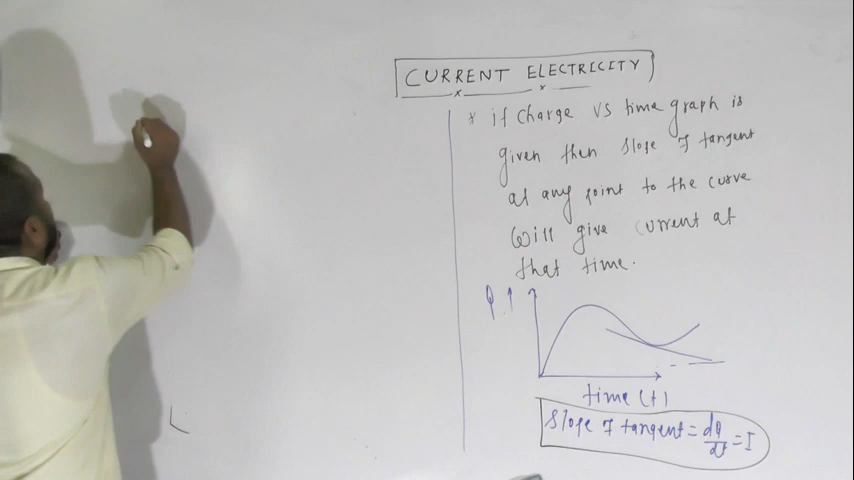 CURRENT ELECTRICITY
* if charge vs time graph is
given then slope of tangent
at any point to the curve
will give current at
that time.
Q
time (t)
slope of tangent = dQ/dt = I